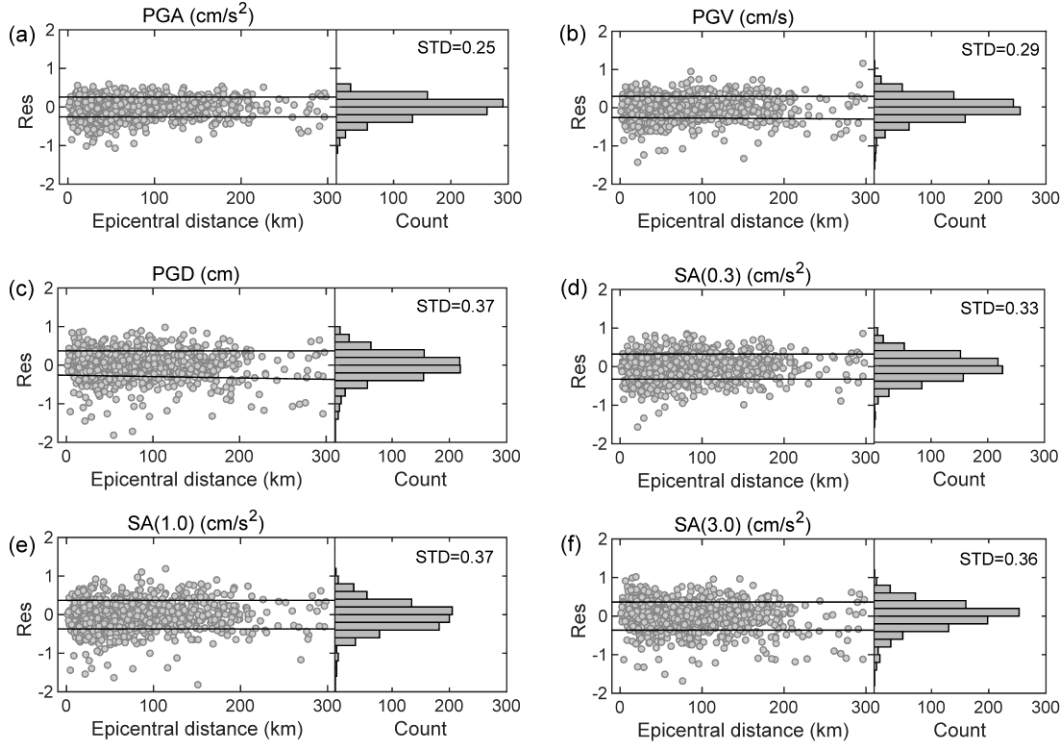 PGA (cm/s²)
(a)
STD=0.25
Res
2
1
0
-1
-2
0 100 200 300
100 200 300
Epicentral distance (km)
Count
PGV (cm/s)
(b)
STD=0.29
Res
2
1
0
-1
-2
0 100 200 300
100 200 300
Epicentral distance (km)
Count
PGD (cm)
(c)
STD=0.37
Res
2
1
0
-1
-2
0 100 200 300
100 200 300
Epicentral distance (km)
Count
SA(0.3) (cm/s²)
(d)
STD=0.33
Res
2
1
0
-1
-2
0 100 200 300
100 200 300
Epicentral distance (km)
Count
SA(1.0) (cm/s²)
(e)
STD=0.37
Res
2
1
0
-1
-2
0 100 200 300
100 200 300
Epicentral distance (km)
Count
SA(3.0) (cm/s²)
(f)
STD=0.36
Res
2
1
0
-1
-2
0 100 200 300
100 200 300
Epicentral distance (km)
Count